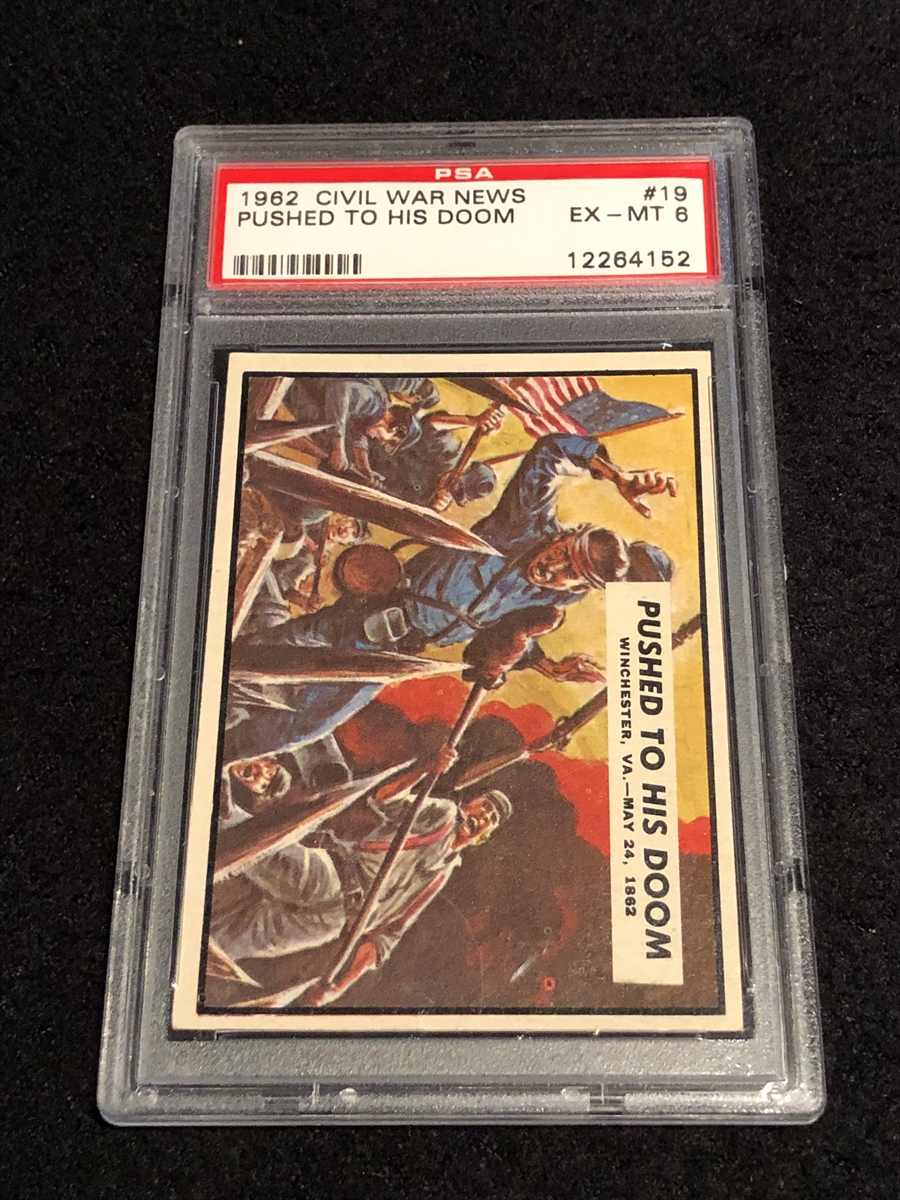 PSA
1962 CIVIL WAR NEWS #19
PUSHED TO HIS DOOM EX-MT 6
12264152
PUSHED TO HIS DOOM
WINCHESTER, VA.—MAY 24, 1862